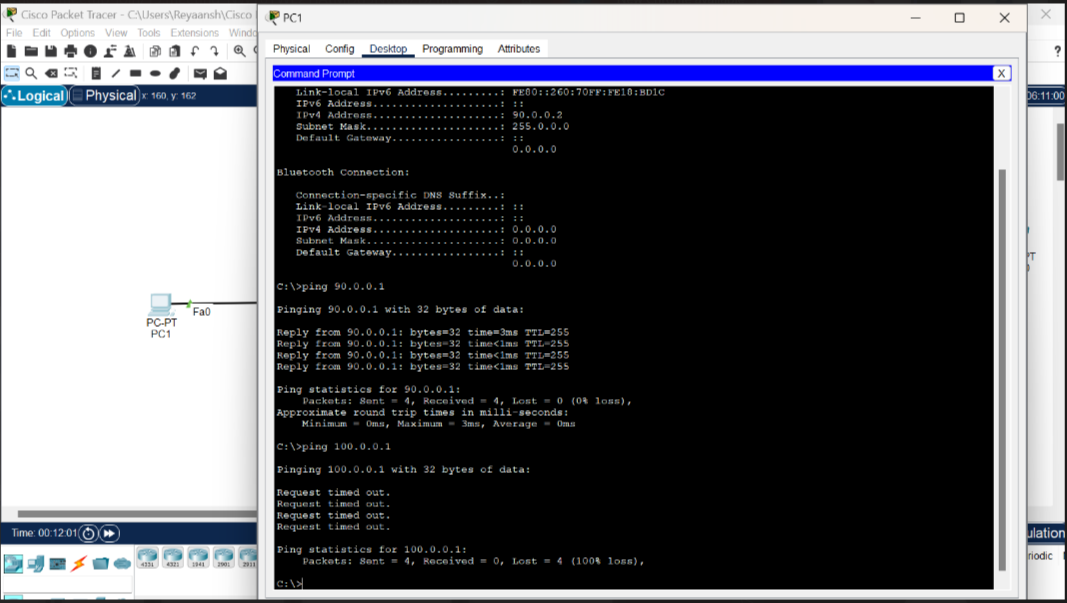 Cisco Packet Tracer - C:\Users\Reyaansh\Cisco
PC1
File Edit Options View Tools Extensions
Physical Config Desktop Programming Attributes
?
Command Prompt
X
Logical Physical x: 160, y: 162
06:11:00
Link-local IPv6 Address.........: FE80::260:70FF:FE18:BD1C
IPv6 Address....................: ::
IPv4 Address....................: 90.0.0.2
Subnet Mask.....................: 255.0.0.0
Default Gateway.................: ::
0.0.0.0
Bluetooth Connection:
Connection-specific DNS Suffix..:
Link-local IPv6 Address.........: ::
IPv6 Address....................: ::
IPv4 Address....................: 0.0.0.0
Subnet Mask.....................: 0.0.0.0
Default Gateway.................: ::
0.0.0.0
C:\>ping 90.0.0.1
Pinging 90.0.0.1 with 32 bytes of data:
Reply from 90.0.0.1: bytes=32 time=3ms TTL=255
Reply from 90.0.0.1: bytes=32 time<1ms TTL=255
Reply from 90.0.0.1: bytes=32 time<1ms TTL=255
Reply from 90.0.0.1: bytes=32 time<1ms TTL=255
Ping statistics for 90.0.0.1:
Packets: Sent = 4, Received = 4, Lost = 0 (0% loss),
Approximate round trip times in milli-seconds:
Minimum = 0ms, Maximum = 3ms, Average = 0ms
C:\>ping 100.0.0.1
Pinging 100.0.0.1 with 32 bytes of data:
Request timed out.
Request timed out.
Request timed out.
Request timed out.
Ping statistics for 100.0.0.1:
Packets: Sent = 4, Received = 0, Lost = 4 (100% loss),
C:\>
Fa0
PC-PT
PC1
Time: 00:12:01
4331 4321 1941 2901 2911